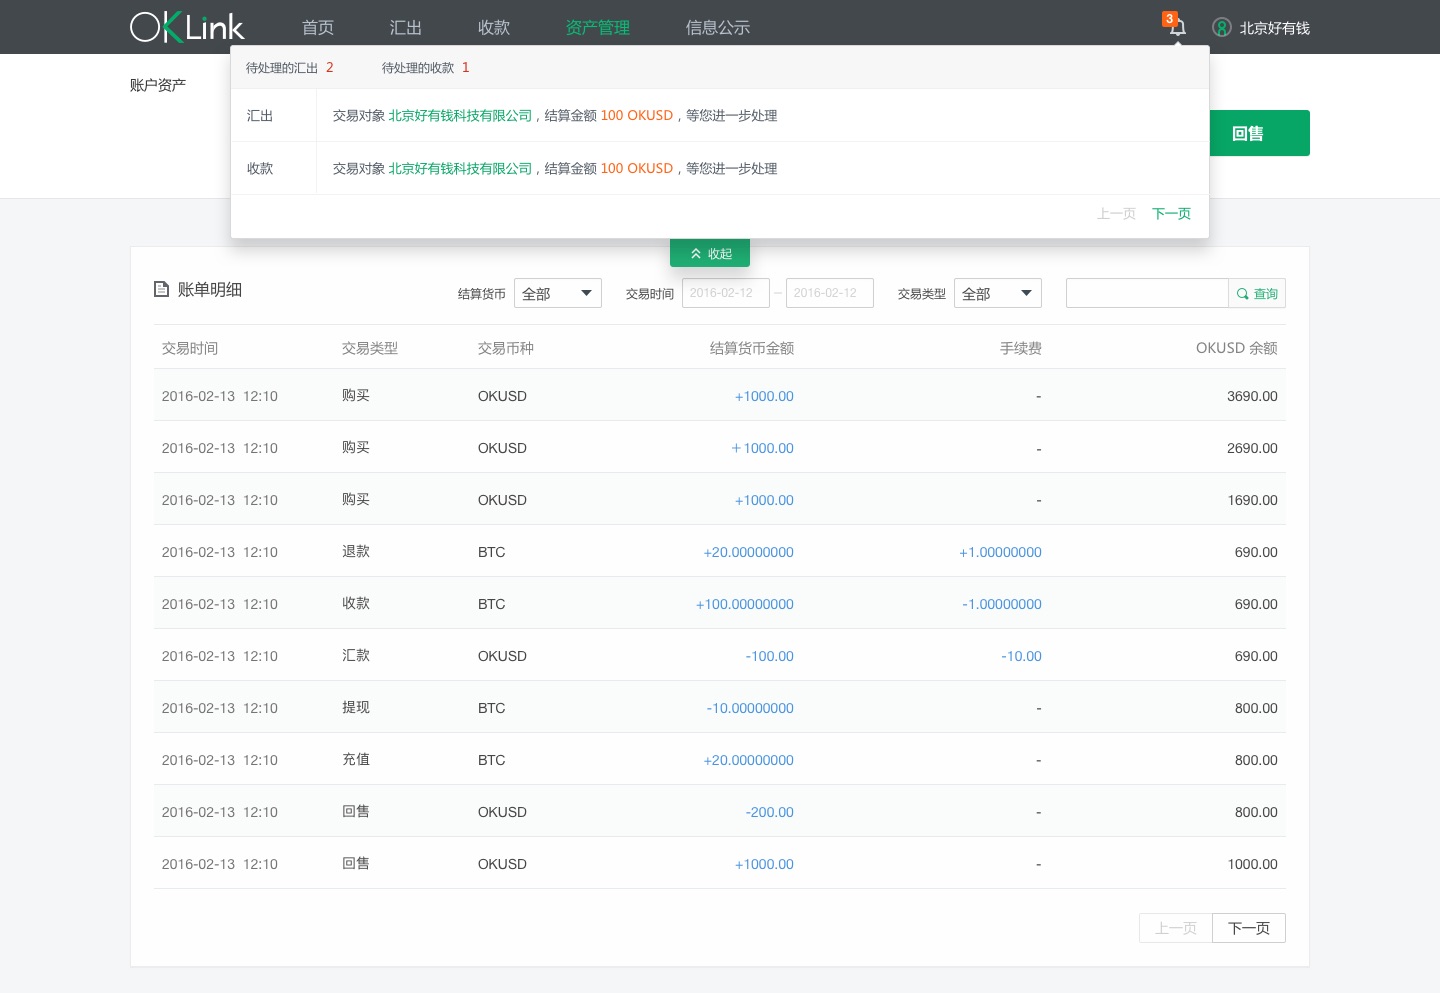 OKLink 首页 汇出 收款 资产管理 信息公示 3 北京好有钱
待处理的汇出 2 待处理的收款 1
账户资产
汇出 交易对象 北京好有钱科技有限公司，结算金额 100 OKUSD，等您进一步处理
回售
收款 交易对象 北京好有钱科技有限公司，结算金额 100 OKUSD，等您进一步处理
上一页 下一页
收起
账单明细 结算货币 全部 交易时间 2016-02-12 – 2016-02-12 交易类型 全部 查询
交易时间 交易类型 交易币种 结算货币金额 手续费 OKUSD 余额
2016-02-13 12:10 购买 OKUSD +1000.00 - 3690.00
2016-02-13 12:10 购买 OKUSD +1000.00 - 2690.00
2016-02-13 12:10 购买 OKUSD +1000.00 - 1690.00
2016-02-13 12:10 退款 BTC +20.00000000 +1.00000000 690.00
2016-02-13 12:10 收款 BTC +100.00000000 -1.00000000 690.00
2016-02-13 12:10 汇款 OKUSD -100.00 -10.00 690.00
2016-02-13 12:10 提现 BTC -10.00000000 - 800.00
2016-02-13 12:10 充值 BTC +20.00000000 - 800.00
2016-02-13 12:10 回售 OKUSD -200.00 - 800.00
2016-02-13 12:10 回售 OKUSD +1000.00 - 1000.00
上一页 下一页